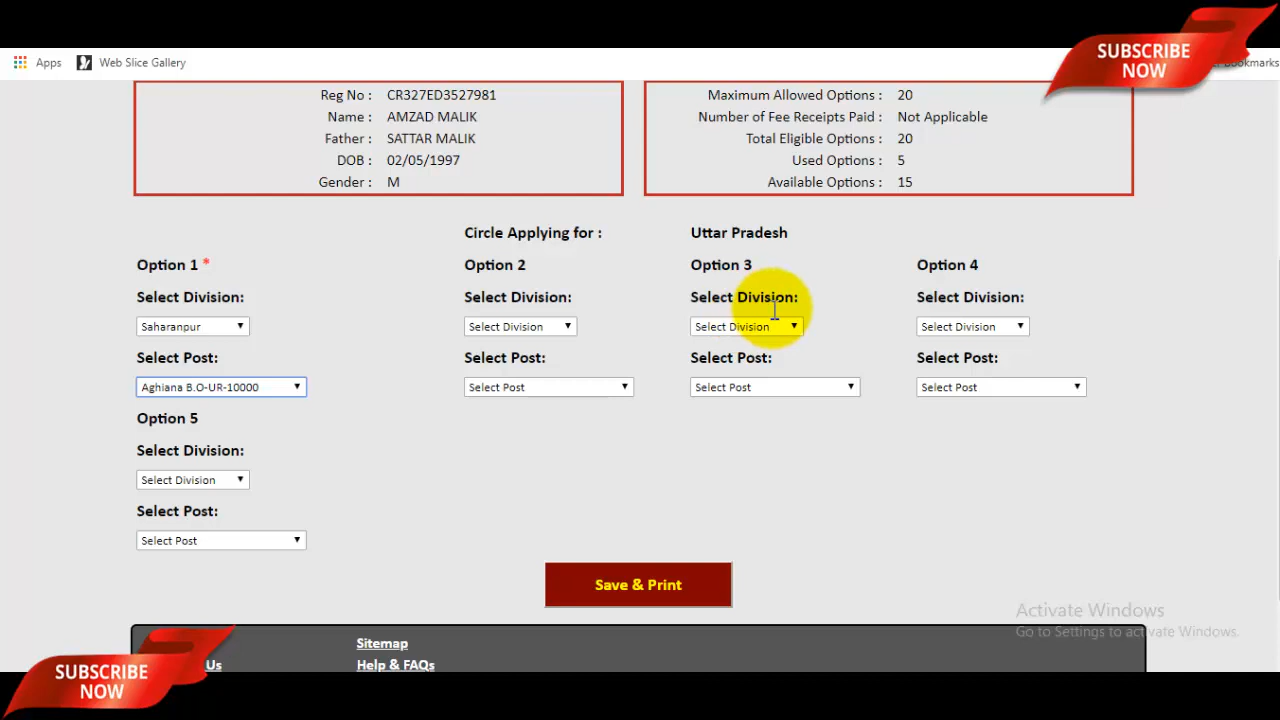 SUBSCRIBE
NOW
Apps Web Slice Gallery
Bookmarks
Reg No : CR327ED3527981
Name : AMZAD MALIK
Father : SATTAR MALIK
DOB : 02/05/1997
Gender : M
Maximum Allowed Options : 20
Number of Fee Receipts Paid : Not Applicable
Total Eligible Options : 20
Used Options : 5
Available Options : 15
Circle Applying for : Uttar Pradesh
Option 1 * Option 2 Option 3 Option 4
Select Division: Select Division: Select Division: Select Division:
Saharanpur Select Division Select Division Select Division
Select Post: Select Post: Select Post: Select Post:
Aghiana B.O-UR-10000 Select Post Select Post Select Post
Option 5
Select Division:
Select Division
Select Post:
Select Post
Save & Print
Activate Windows
Go to Settings to activate Windows.
Sitemap
Us Help & FAQs
SUBSCRIBE
NOW